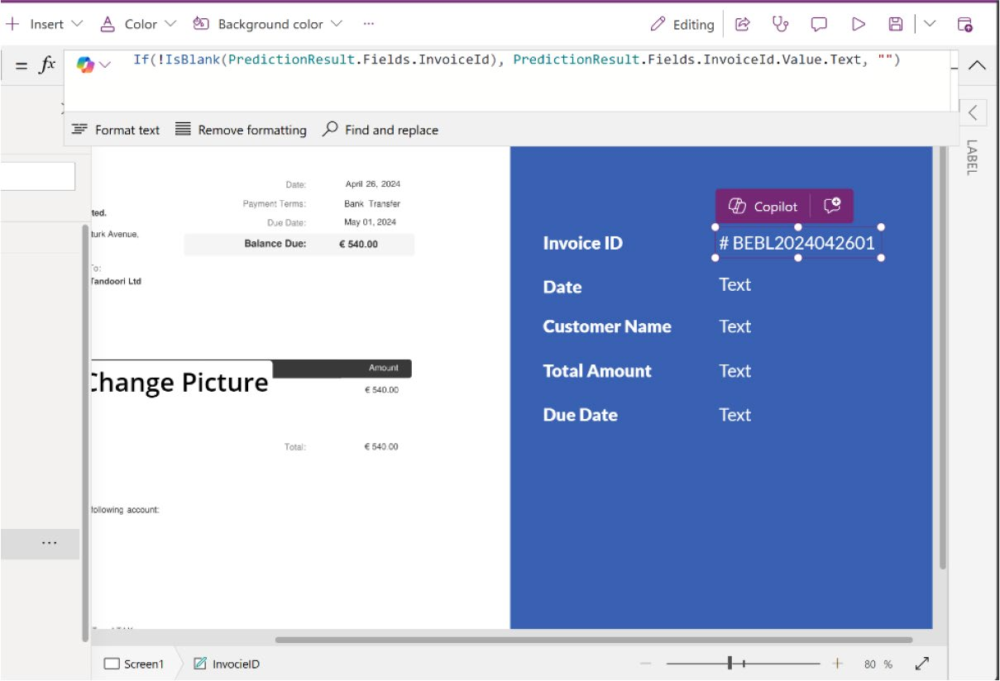 Insert Color Background color ... Editing
= fx If(!IsBlank(PredictionResult.Fields.InvoiceId), PredictionResult.Fields.InvoiceId.Value.Text, "")
Format text Remove formatting Find and replace
LABEL
Date: April 26, 2024
Payment Terms: Bank Transfer
ted.
Due Date: May 01, 2024
turk Avenue,
Balance Due: € 540.00
To:
Tandoori Ltd
Amount
Change Picture
€ 540.00
Total: € 540.00
following account:
Copilot
Invoice ID # BEBL2024042601
Date Text
Customer Name Text
Total Amount Text
Due Date Text
Screen1 InvocieID 80 %